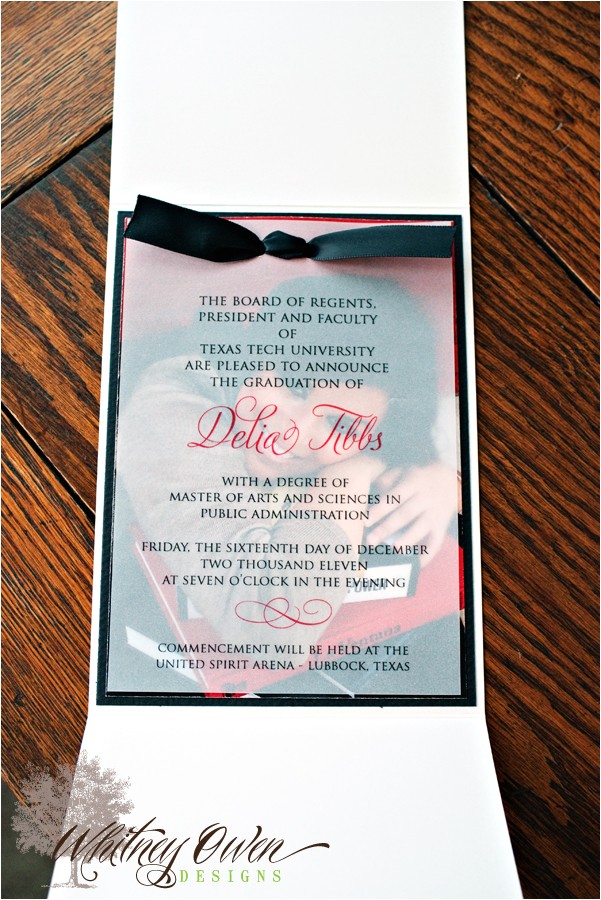 THE BOARD OF REGENTS,
PRESIDENT AND FACULTY
OF
TEXAS TECH UNIVERSITY
ARE PLEASED TO ANNOUNCE
THE GRADUATION OF
Delia Tibbs
WITH A DEGREE OF
MASTER OF ARTS AND SCIENCES IN
PUBLIC ADMINISTRATION
FRIDAY, THE SIXTEENTH DAY OF DECEMBER
TWO THOUSAND ELEVEN
AT SEVEN O'CLOCK IN THE EVENING
OWEN
COMMENCEMENT WILL BE HELD AT THE
UNITED SPIRIT ARENA - LUBBOCK, TEXAS
Whitney Owen
DESIGNS